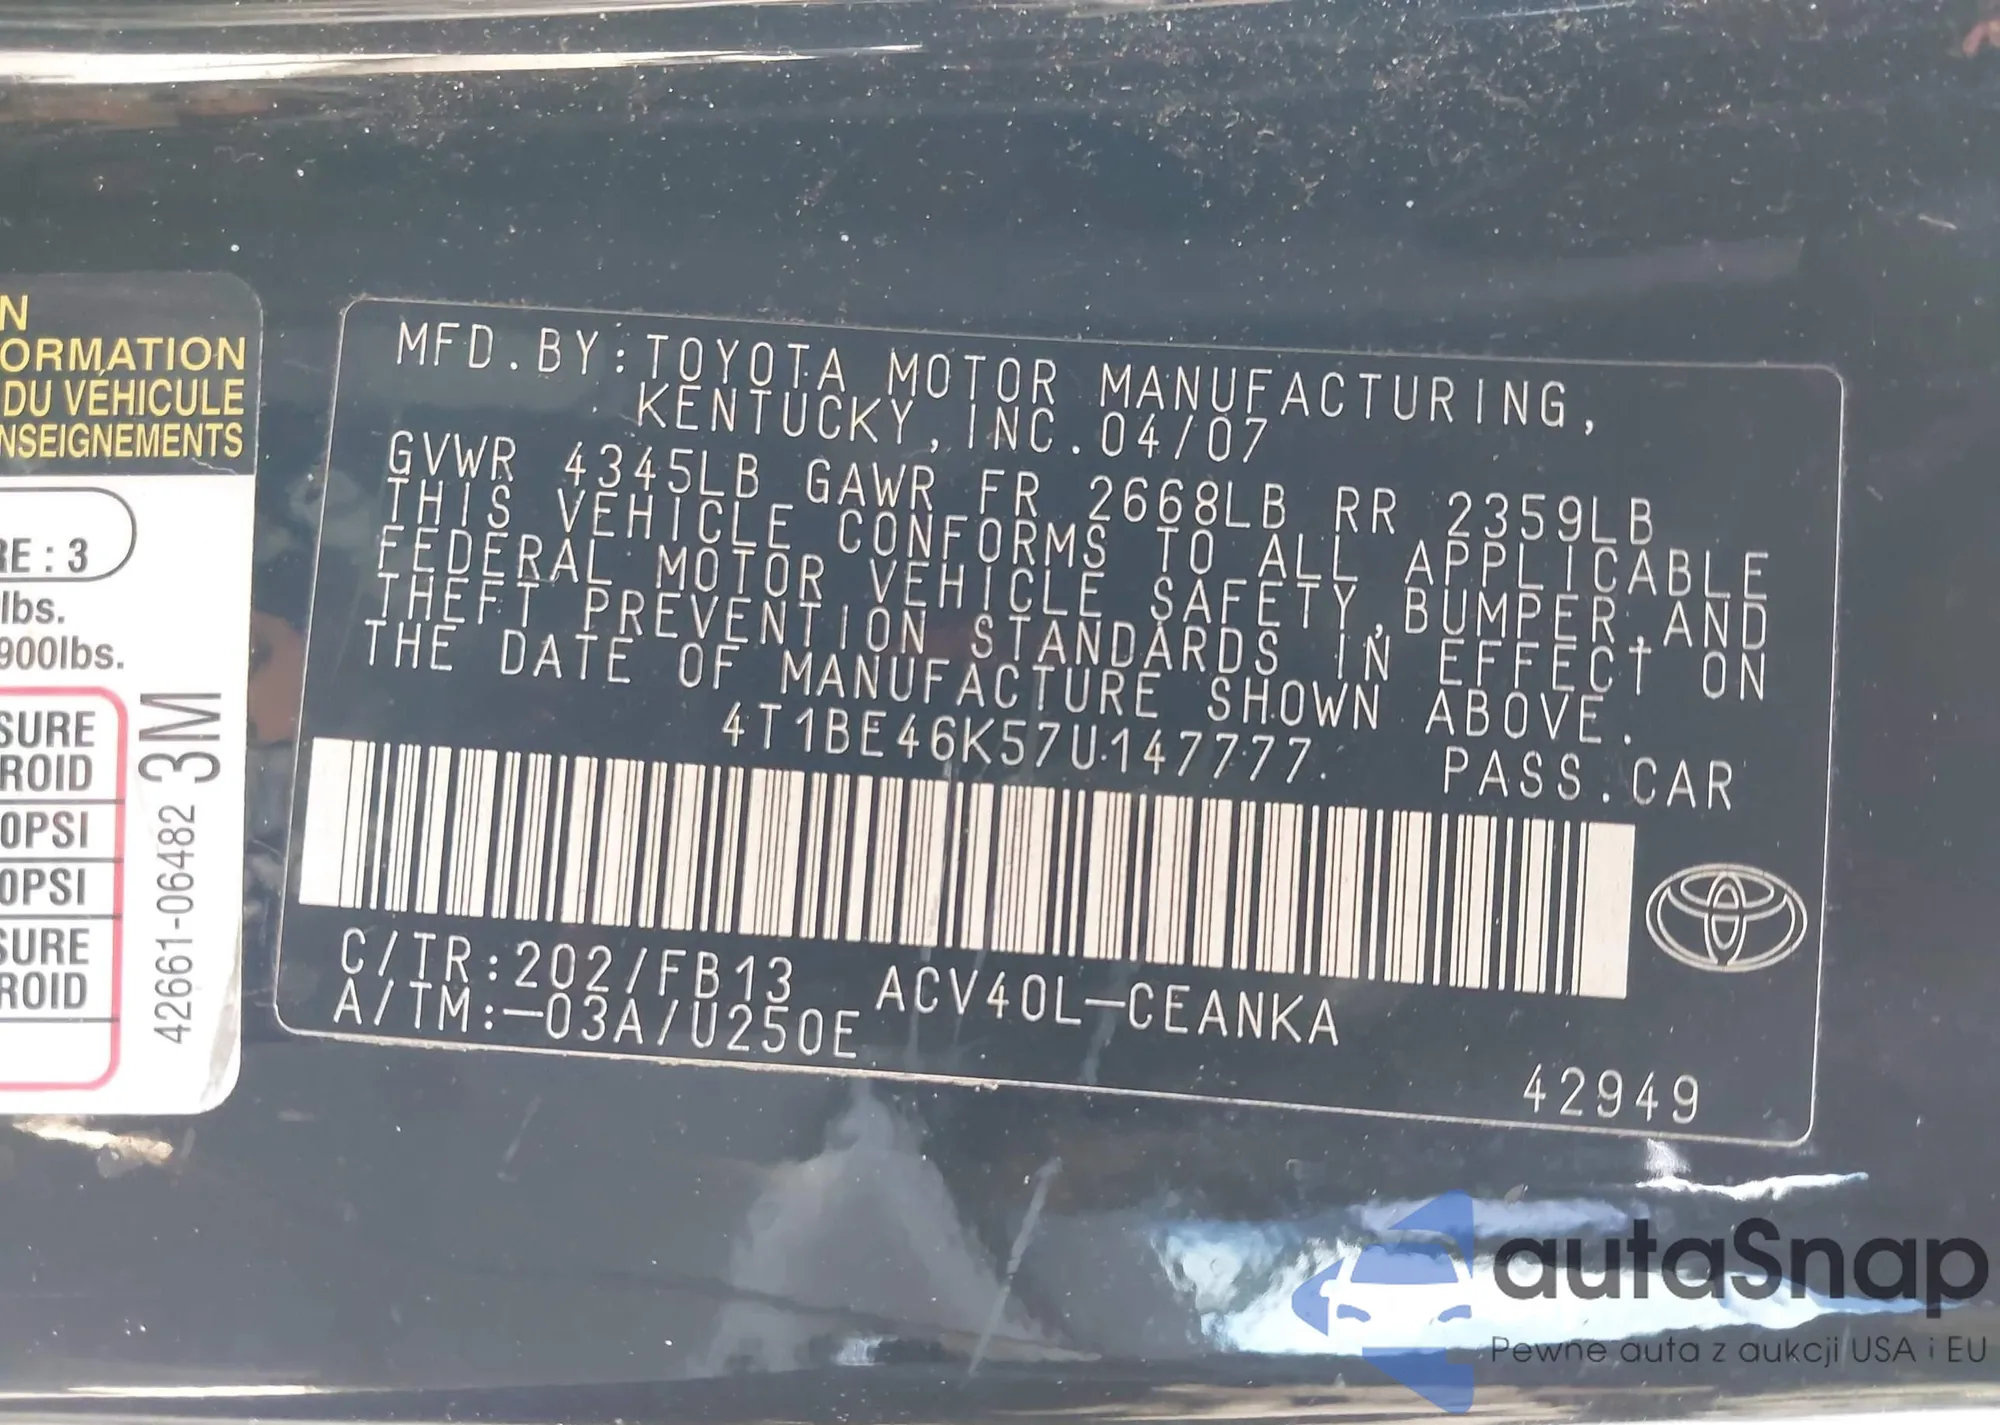 N
ORMATION
DU VÉHICULE
NSEIGNEMENTS
RE : 3
lbs.
900lbs.
SURE
ROID
0PSI
0PSI
SURE
ROID
42661-06482 3M
MFD.BY:TOYOTA MOTOR MANUFACTURING,
KENTUCKY,INC.04/07
GVWR 4345LB GAWR FR 2668LB RR 2359LB
THIS VEHICLE CONFORMS TO ALL APPLICABLE
FEDERAL MOTOR VEHICLE SAFETY,BUMPER,AND
THEFT PREVENTION STANDARDS IN EFFECT ON
THE DATE OF MANUFACTURE SHOWN ABOVE.
4T1BE46K57U147777 PASS.CAR
C/TR:202/FB13 ACV40L-CEANKA
A/TM:-03A/U250E
42949
autaSnap
Pewne auta z aukcji USA i EU